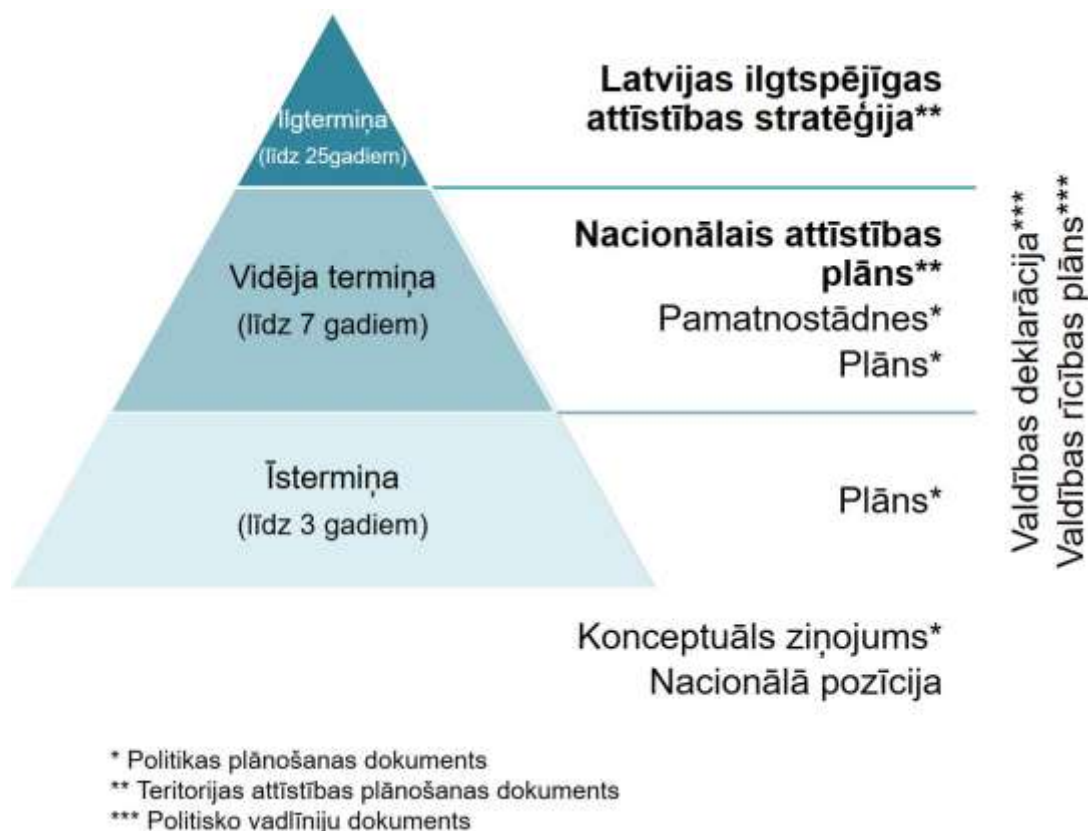 Ilgtermiņa
(līdz 25gadiem)
Latvijas ilgtspējīgas
attīstības stratēģija**
Vidēja termiņa
(līdz 7 gadiem)
Nacionālais attīstības
plāns**
Pamatnostādnes*
Plāns*
Īstermiņa
(līdz 3 gadiem)
Plāns*
Valdības deklarācija***
Valdības rīcības plāns***
Konceptuāls ziņojums*
Nacionālā pozīcija
* Politikas plānošanas dokuments
** Teritorijas attīstības plānošanas dokuments
*** Politisko vadlīniju dokuments